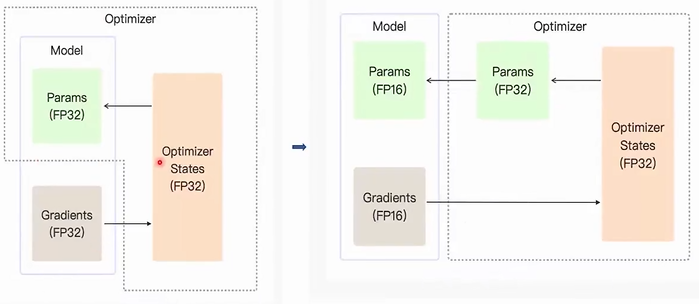 Optimizer
Model
Params
(FP32)
Optimizer
States
(FP32)
Gradients
(FP32)
Model
Optimizer
Params
(FP16)
Params
(FP32)
Optimizer
States
(FP32)
Gradients
(FP16)